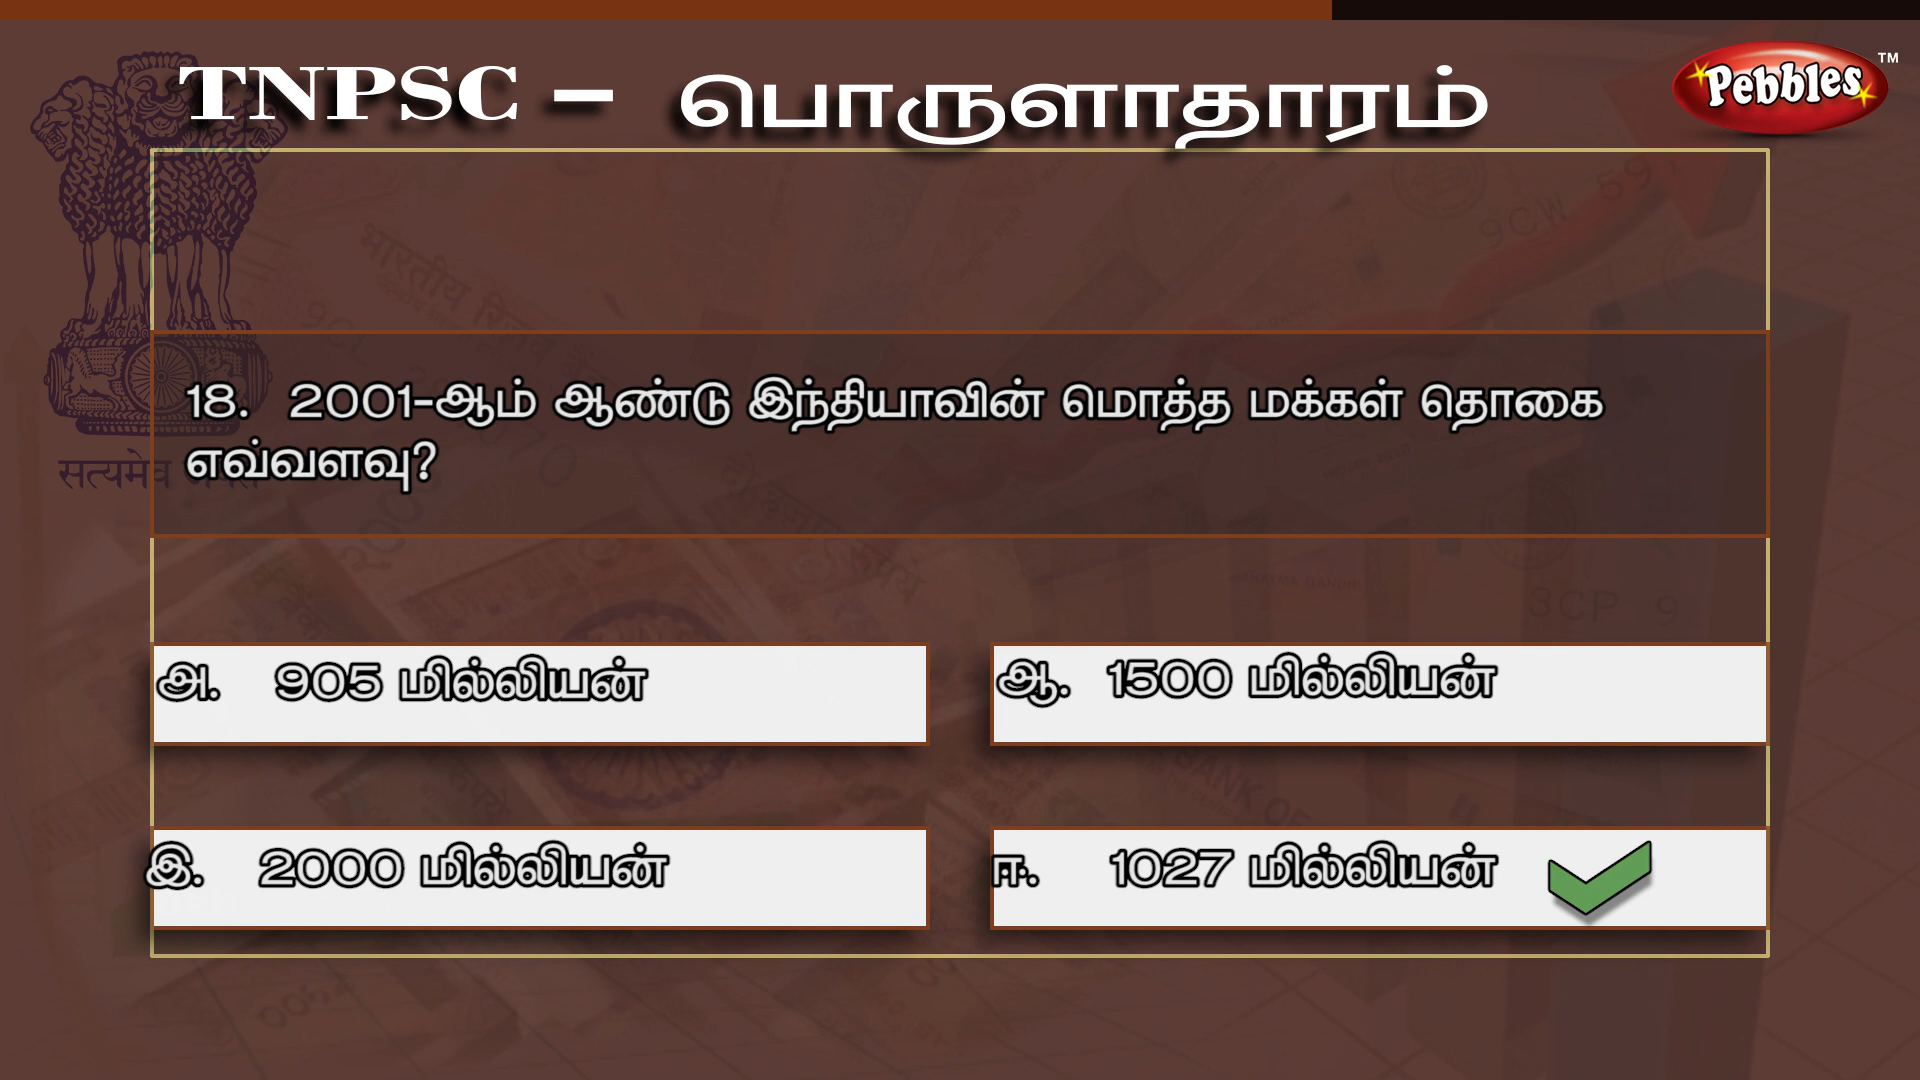 TNPSC – பொருளாதாரம்
Pebbles ™
18. 2001-ஆம் ஆண்டு இந்தியாவின் மொத்த மக்கள் தொகை
எவ்வளவு?
அ. 905 மில்லியன்
ஆ. 1500 மில்லியன்
இ. 2000 மில்லியன்
ஈ. 1027 மில்லியன்